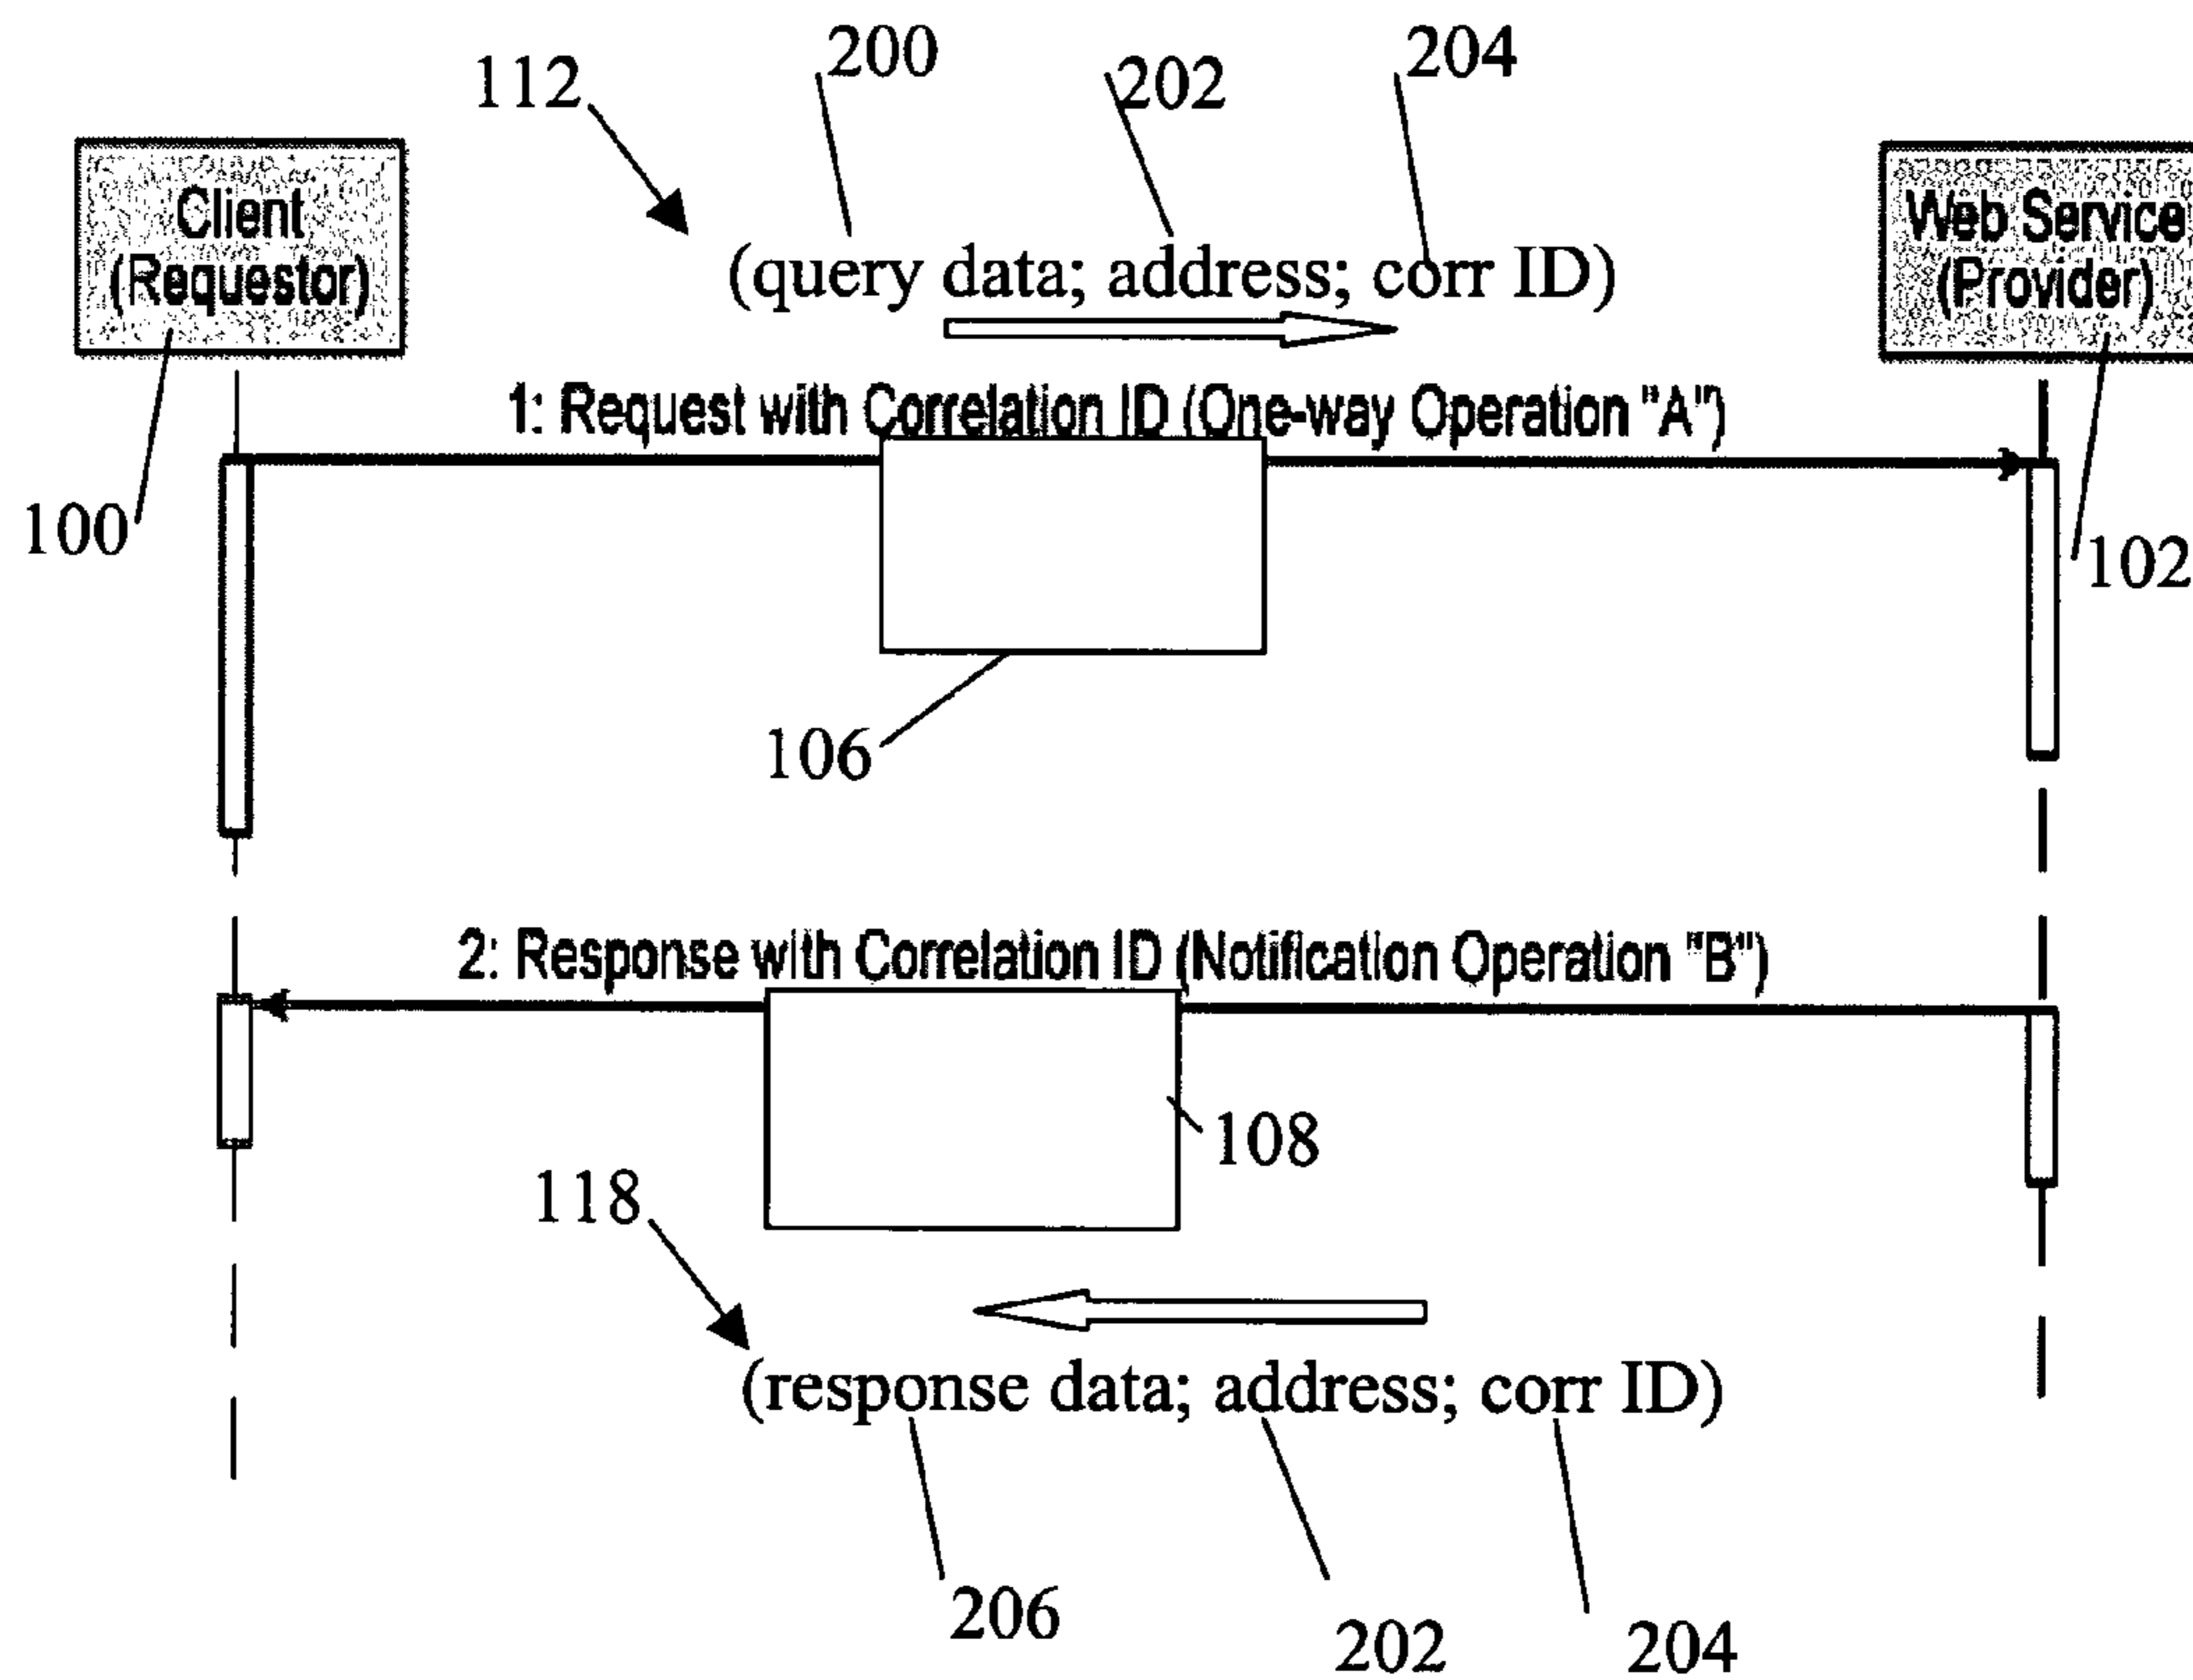 200
202
204
112
Client
(Requestor)
Web Service
(Provider)
(query data; address; corr ID)
1: Request with Correlation ID (One-way Operation "A")
100
102
106
2: Response with Correlation ID (Notification Operation "B")
108
118
(response data; address; corr ID)
206
202
204